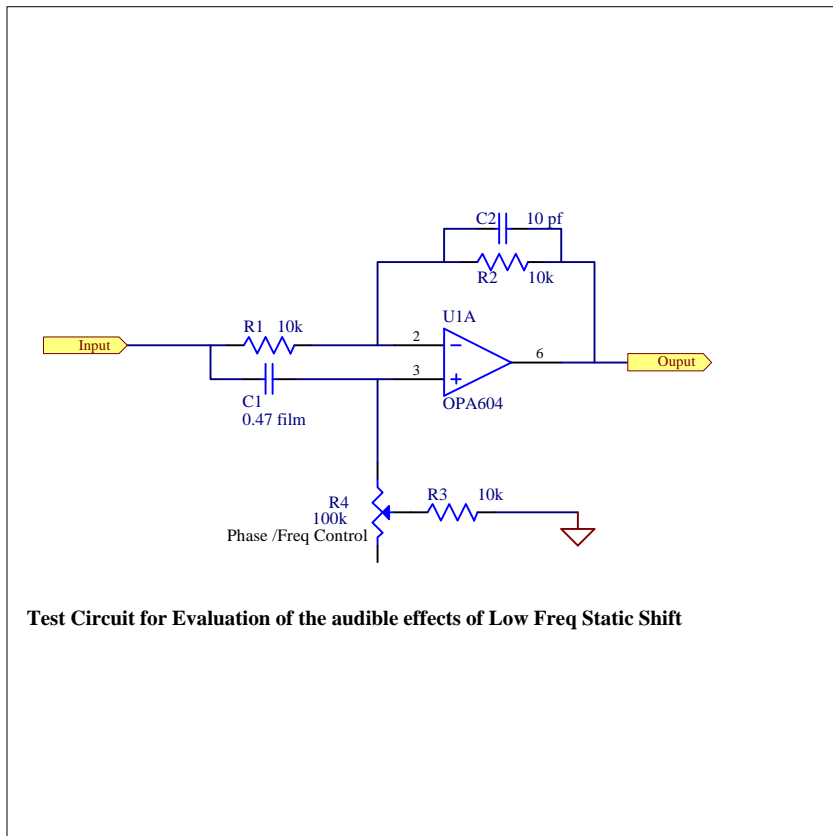 C2 10 pf
R2 10k
U1A
R1 10k
2
Input
6
Ouput
3
C1
OPA604
0.47 film
R3 10k
R4
100k
Phase /Freq Control
Test Circuit for Evaluation of the audible effects of Low Freq Static Shift